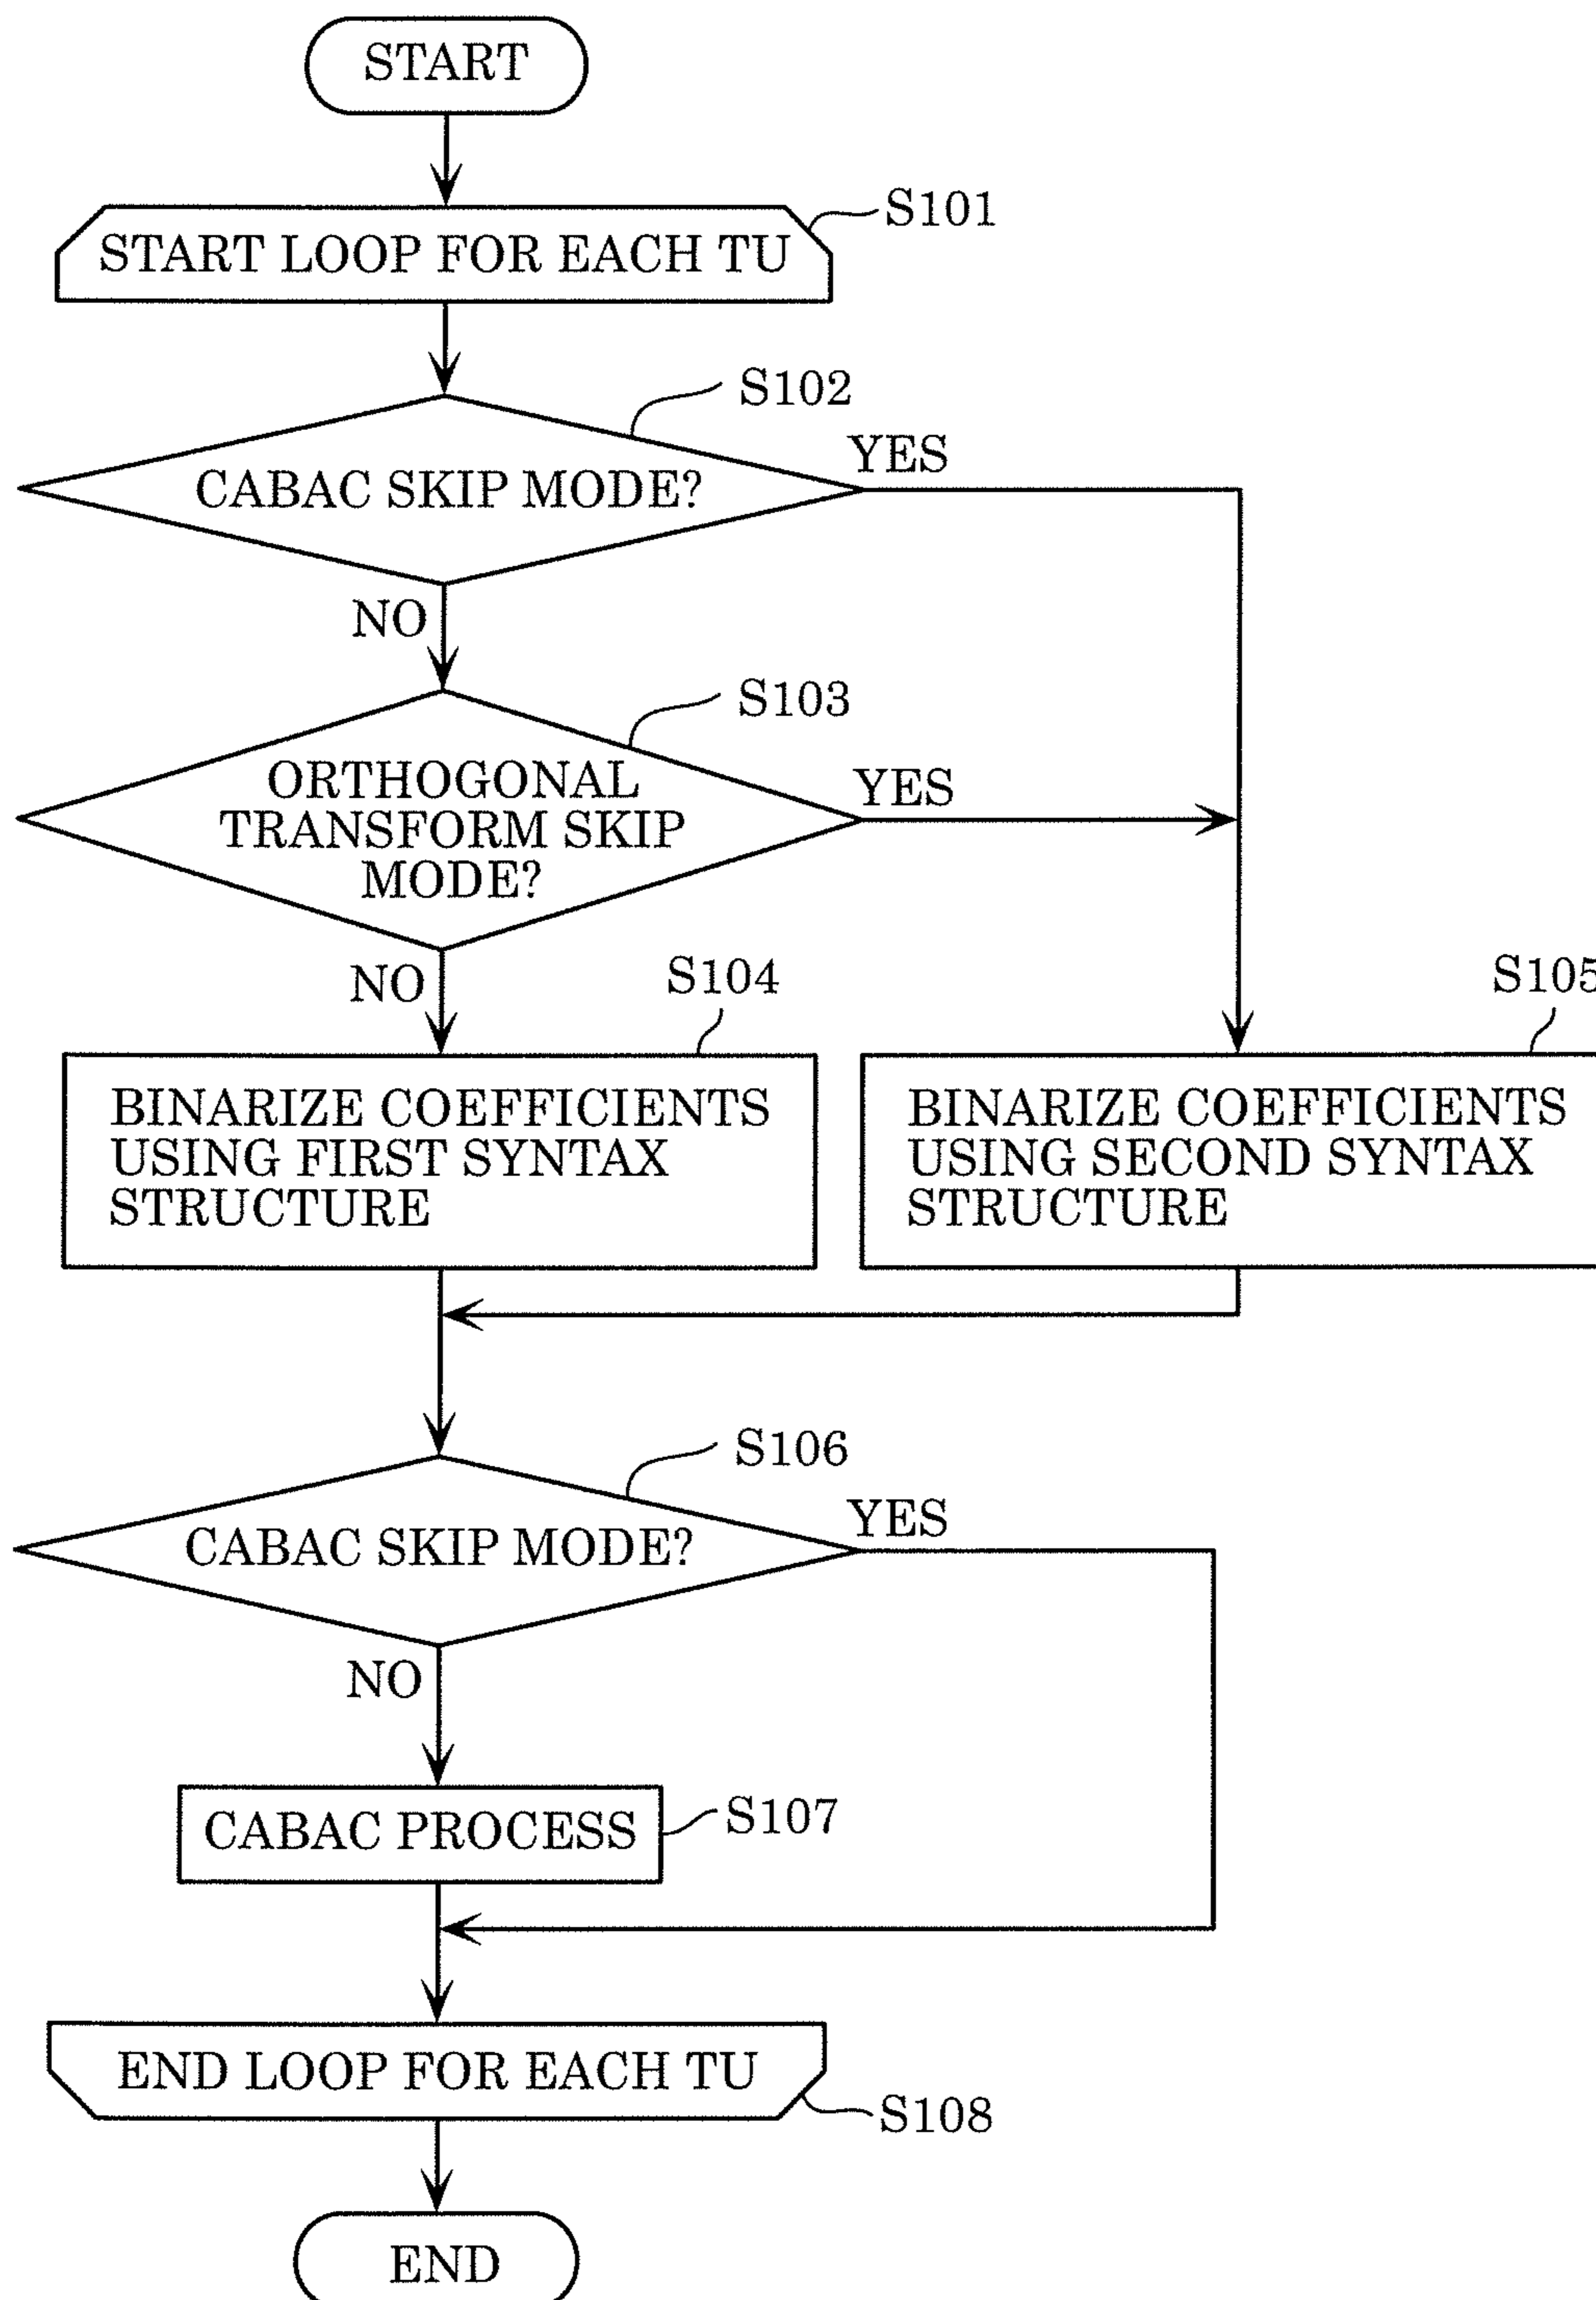 START
S101
START LOOP FOR EACH TU
S102
CABAC SKIP MODE?
YES
NO
S103
ORTHOGONAL
TRANSFORM SKIP
MODE?
YES
NO
S104
S105
BINARIZE COEFFICIENTS
USING FIRST SYNTAX
STRUCTURE
BINARIZE COEFFICIENTS
USING SECOND SYNTAX
STRUCTURE
S106
CABAC SKIP MODE?
YES
NO
CABAC PROCESS
S107
END LOOP FOR EACH TU
S108
END